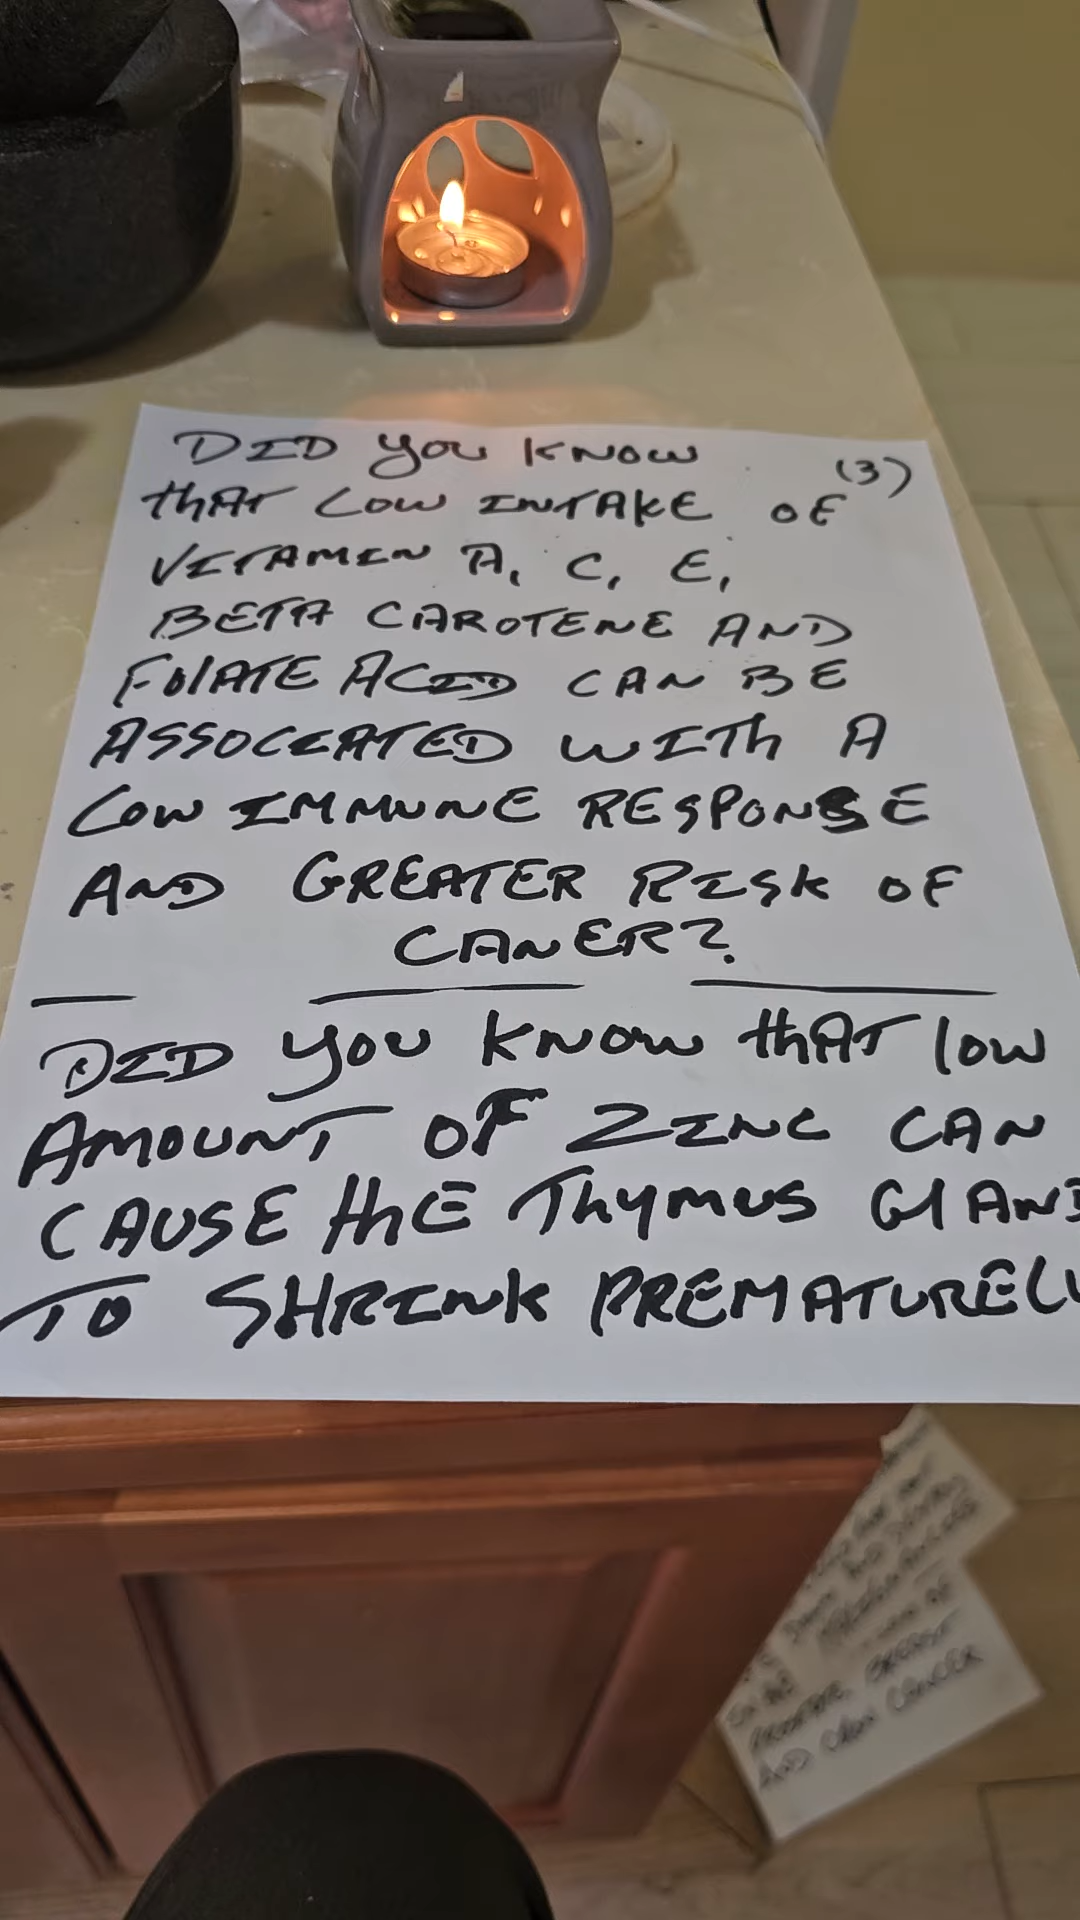 DID you KNOW
(3)
thAT LOW INTAKE OF
VITAMIN A, C, E,
BETA CAROTENE AND
FOlATE ACID CAN BE
ASSOCIATED WITh A
LOW IMMUNE RESPONSE
AND GREATER RISK OF
CANER?
DID you KNOW thAT low
AMOUNT OF ZINC CAN
CAUSE thE ThyMUS GlAND
TO SHRINK PREMATURELY
PROSTATE, BREAST
AND COLON CANCER